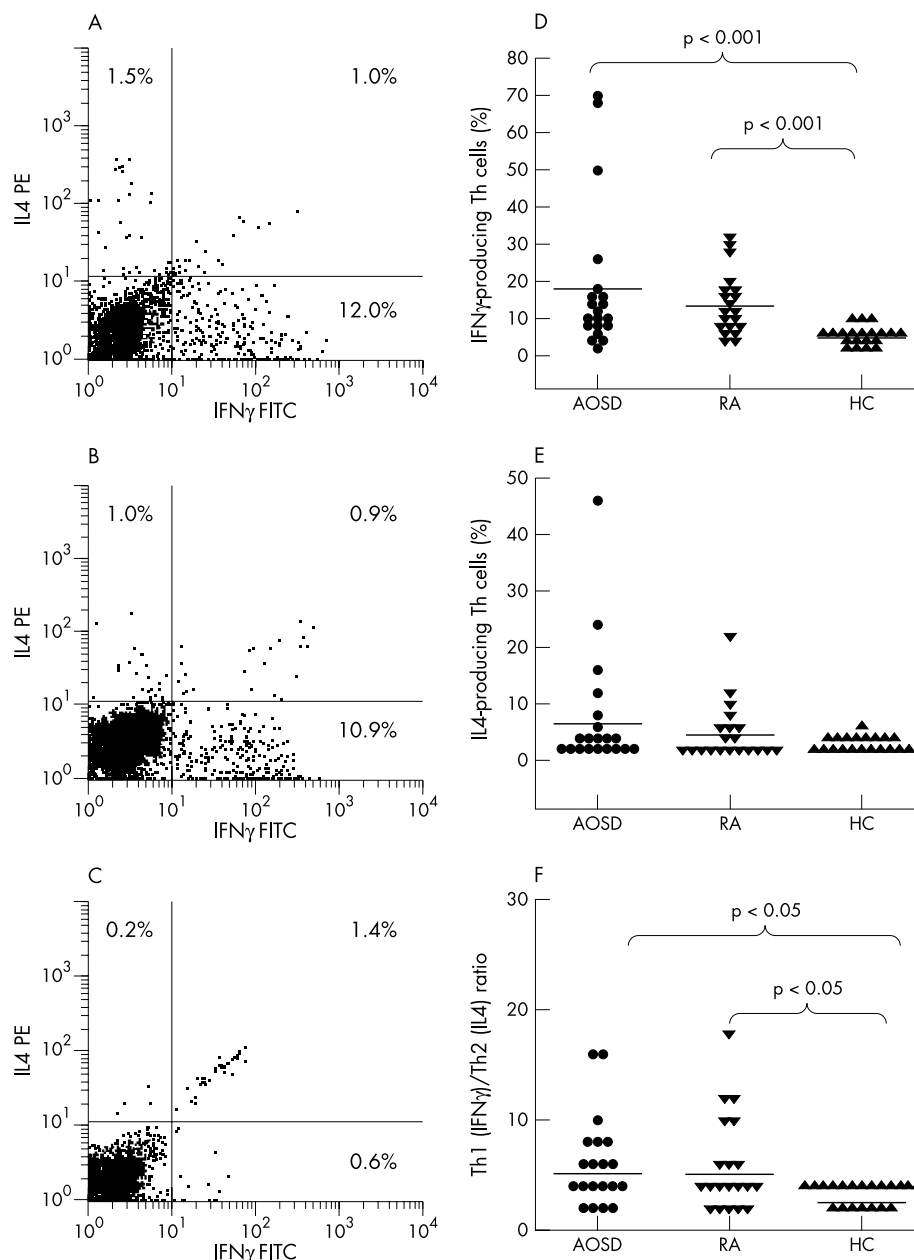 A
1.5%
1.0%
12.0%
IL4 PE
10³
10²
10¹
10⁰
10⁰ 10¹ 10² 10³ 10⁴
IFNγ FITC
B
1.0%
0.9%
10.9%
IL4 PE
10³
10²
10¹
10⁰
10⁰ 10¹ 10² 10³ 10⁴
IFNγ FITC
C
0.2%
1.4%
0.6%
IL4 PE
10³
10²
10¹
10⁰
10⁰ 10¹ 10² 10³ 10⁴
IFNγ FITC
D
p < 0.001
p < 0.001
IFNγ-producing Th cells (%)
80
70
60
50
40
30
20
10
0
AOSD RA HC
E
IL4-producing Th cells (%)
50
40
30
20
10
0
AOSD RA HC
F
p < 0.05
p < 0.05
Th1 (IFNγ)/Th2 (IL4) ratio
30
20
10
0
AOSD RA HC